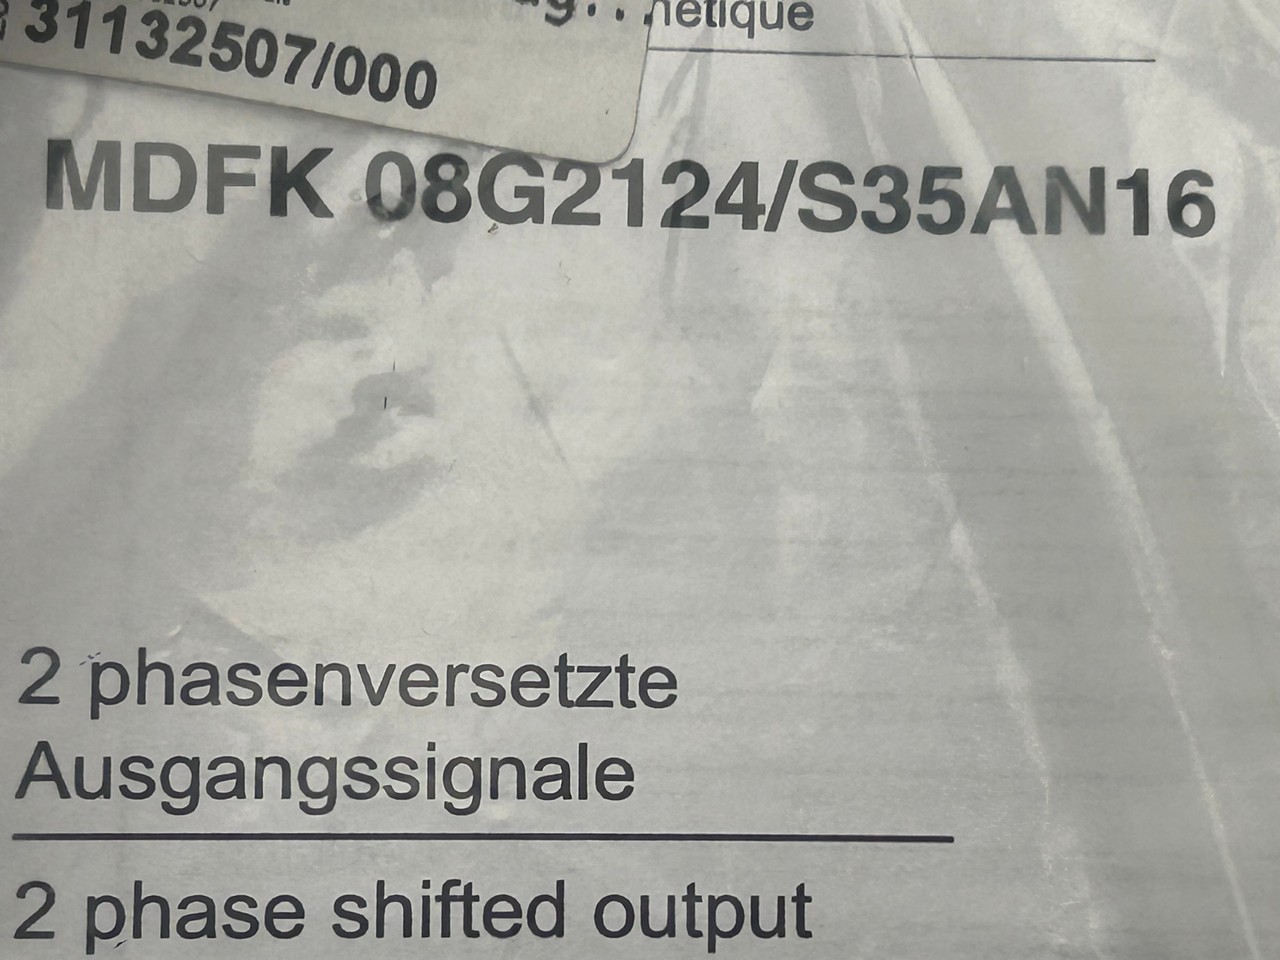 31132507/000
MDFK 08G2124/S35AN16
2 phasenversetzte
Ausgangssignale
2 phase shifted output